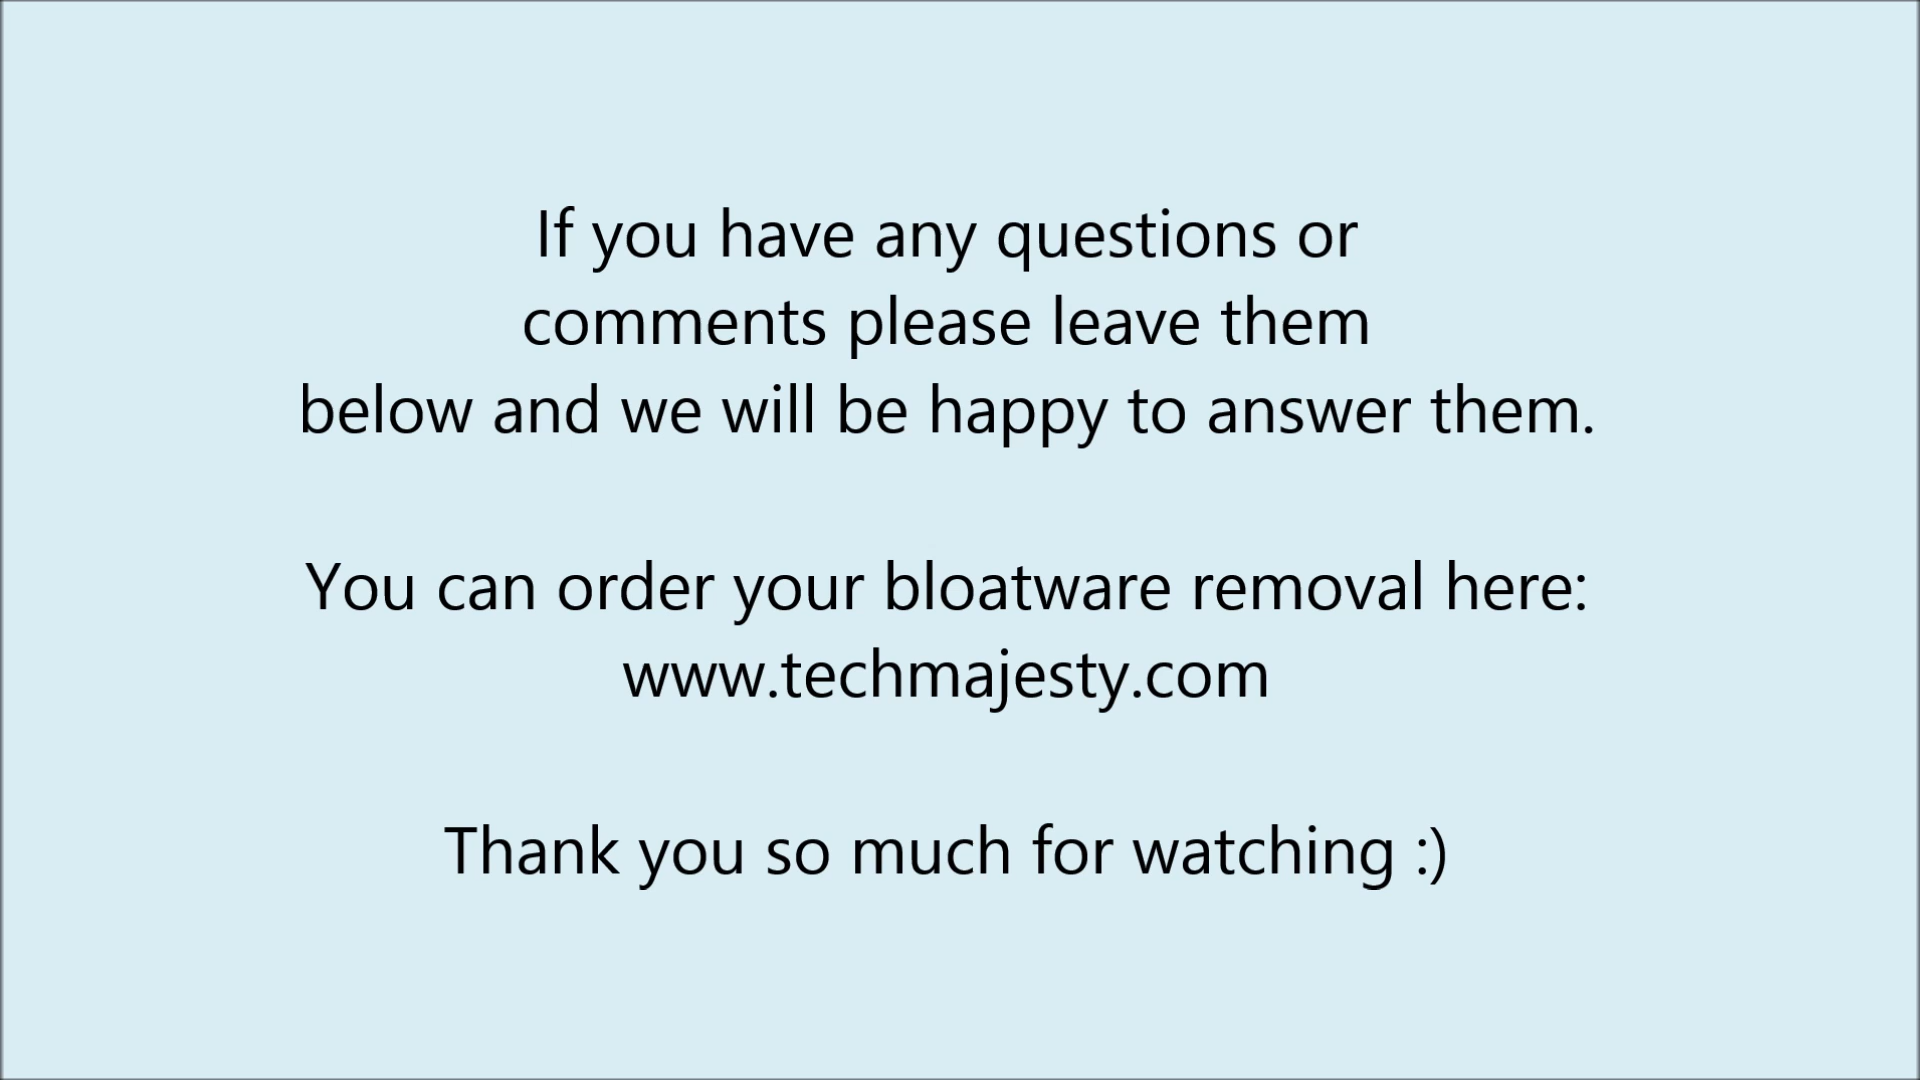 If you have any questions or
comments please leave them
below and we will be happy to answer them.
You can order your bloatware removal here:
www.techmajesty.com
Thank you so much for watching :)